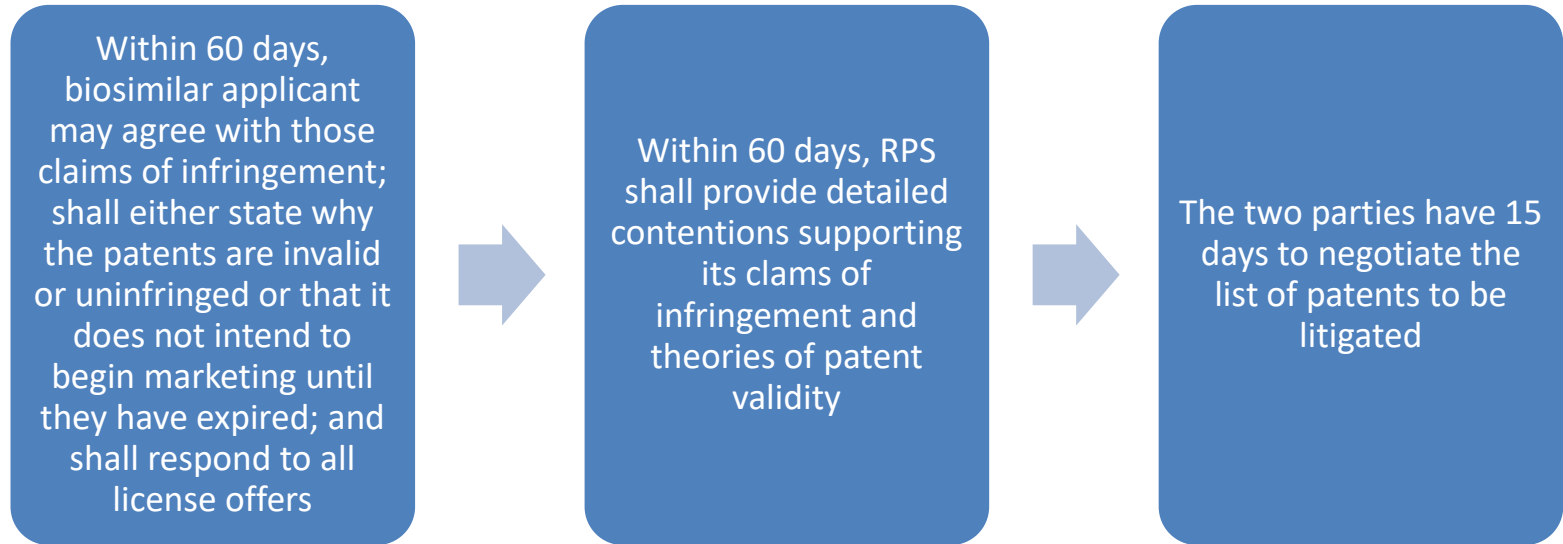 Within 60 days,
biosimilar applicant
may agree with those
claims of infringement;
shall either state why
the patents are invalid
or uninfringed or that it
does not intend to
begin marketing until
they have expired; and
shall respond to all
license offers
Within 60 days, RPS
shall provide detailed
contentions supporting
its clams of
infringement and
theories of patent
validity
The two parties have 15
days to negotiate the
list of patents to be
litigated